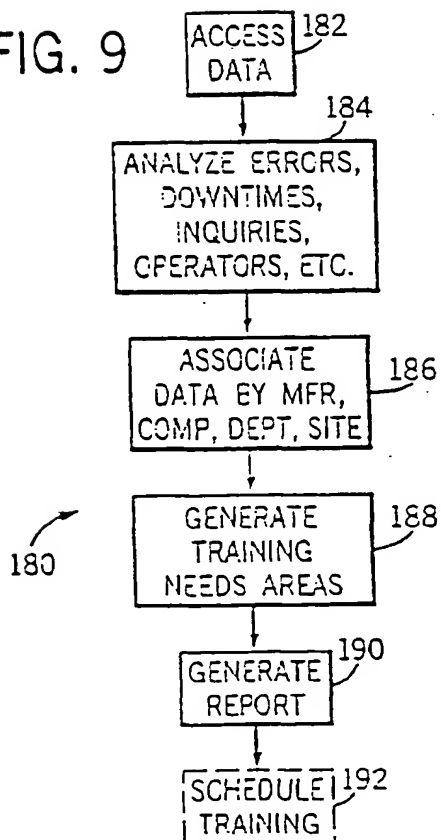 FIG. 9
ACCESS
DATA
182
184
ANALYZE ERRORS,
DOWNTIMES,
INQUIRIES,
OPERATORS, ETC.
ASSOCIATE
DATA BY MFR,
COMP, DEPT, SITE
186
GENERATE
TRAINING
NEEDS AREAS
188
180
GENERATE
REPORT
190
SCHEDULE
TRAINING
192